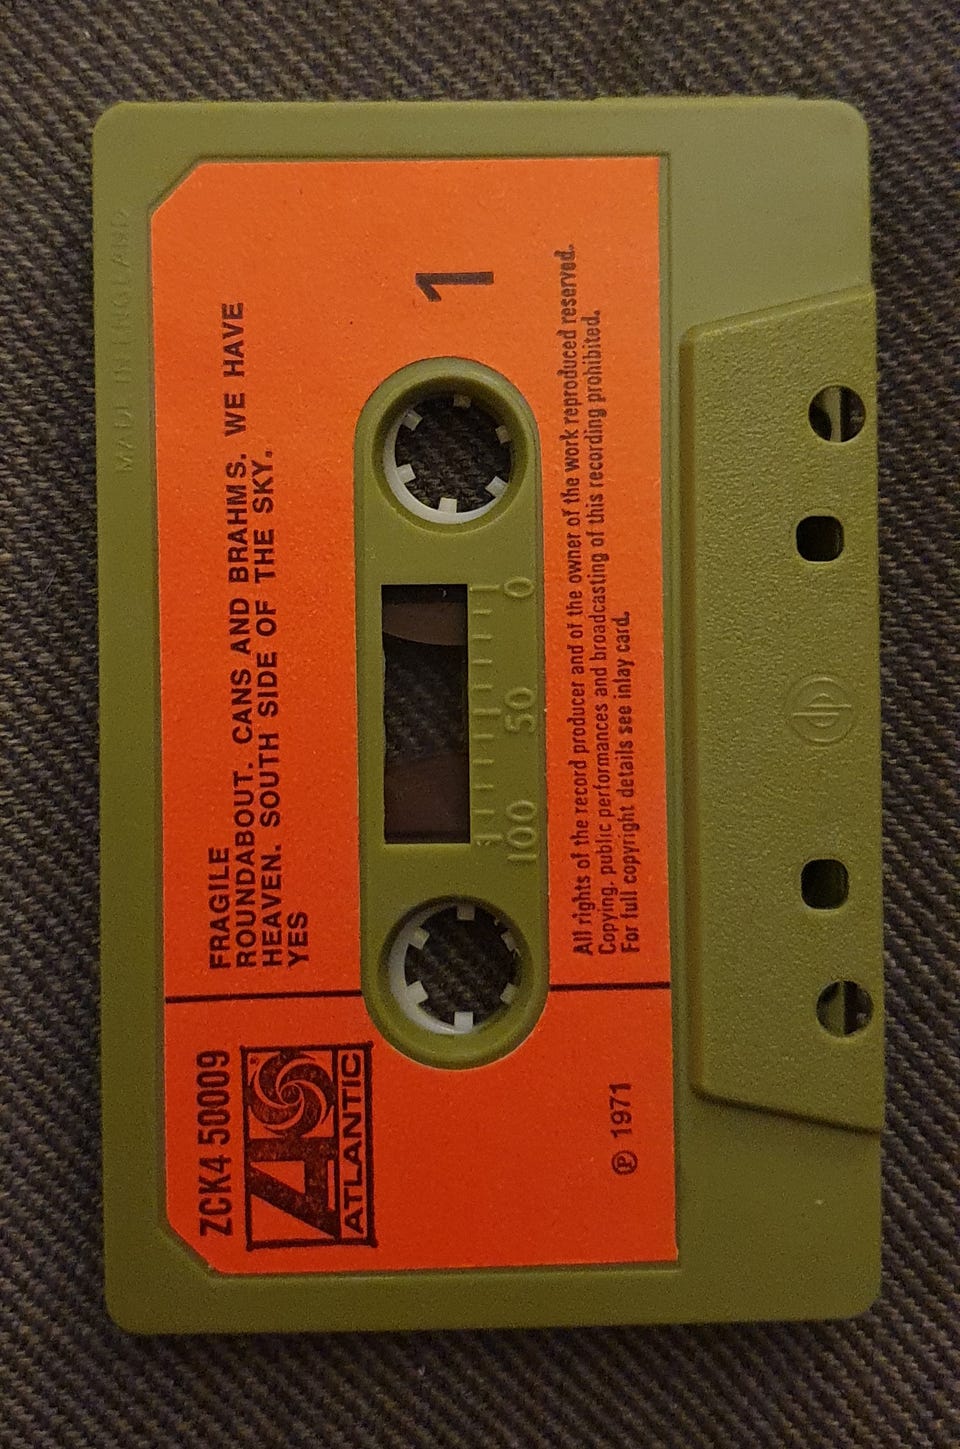 ZCK4 50009
ATLANTIC
FRAGILE
ROUNDABOUT. CANS AND BRAHMS. WE HAVE
HEAVEN. SOUTH SIDE OF THE SKY.
YES
1
100 50 0
℗ 1971
All rights of the record producer and of the owner of the work reproduced reserved.
Copying. public performances and broadcasting of this recording prohibited.
For full copyright details see inlay card.
MADE IN ENGLAND